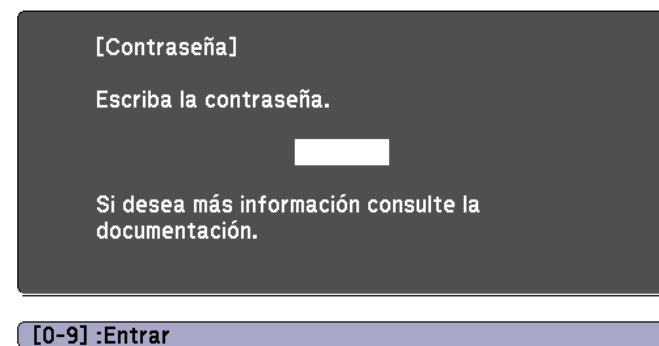 [Contraseña]
Escriba la contraseña.
Si desea más información consulte la
documentación.
[0-9] :Entrar